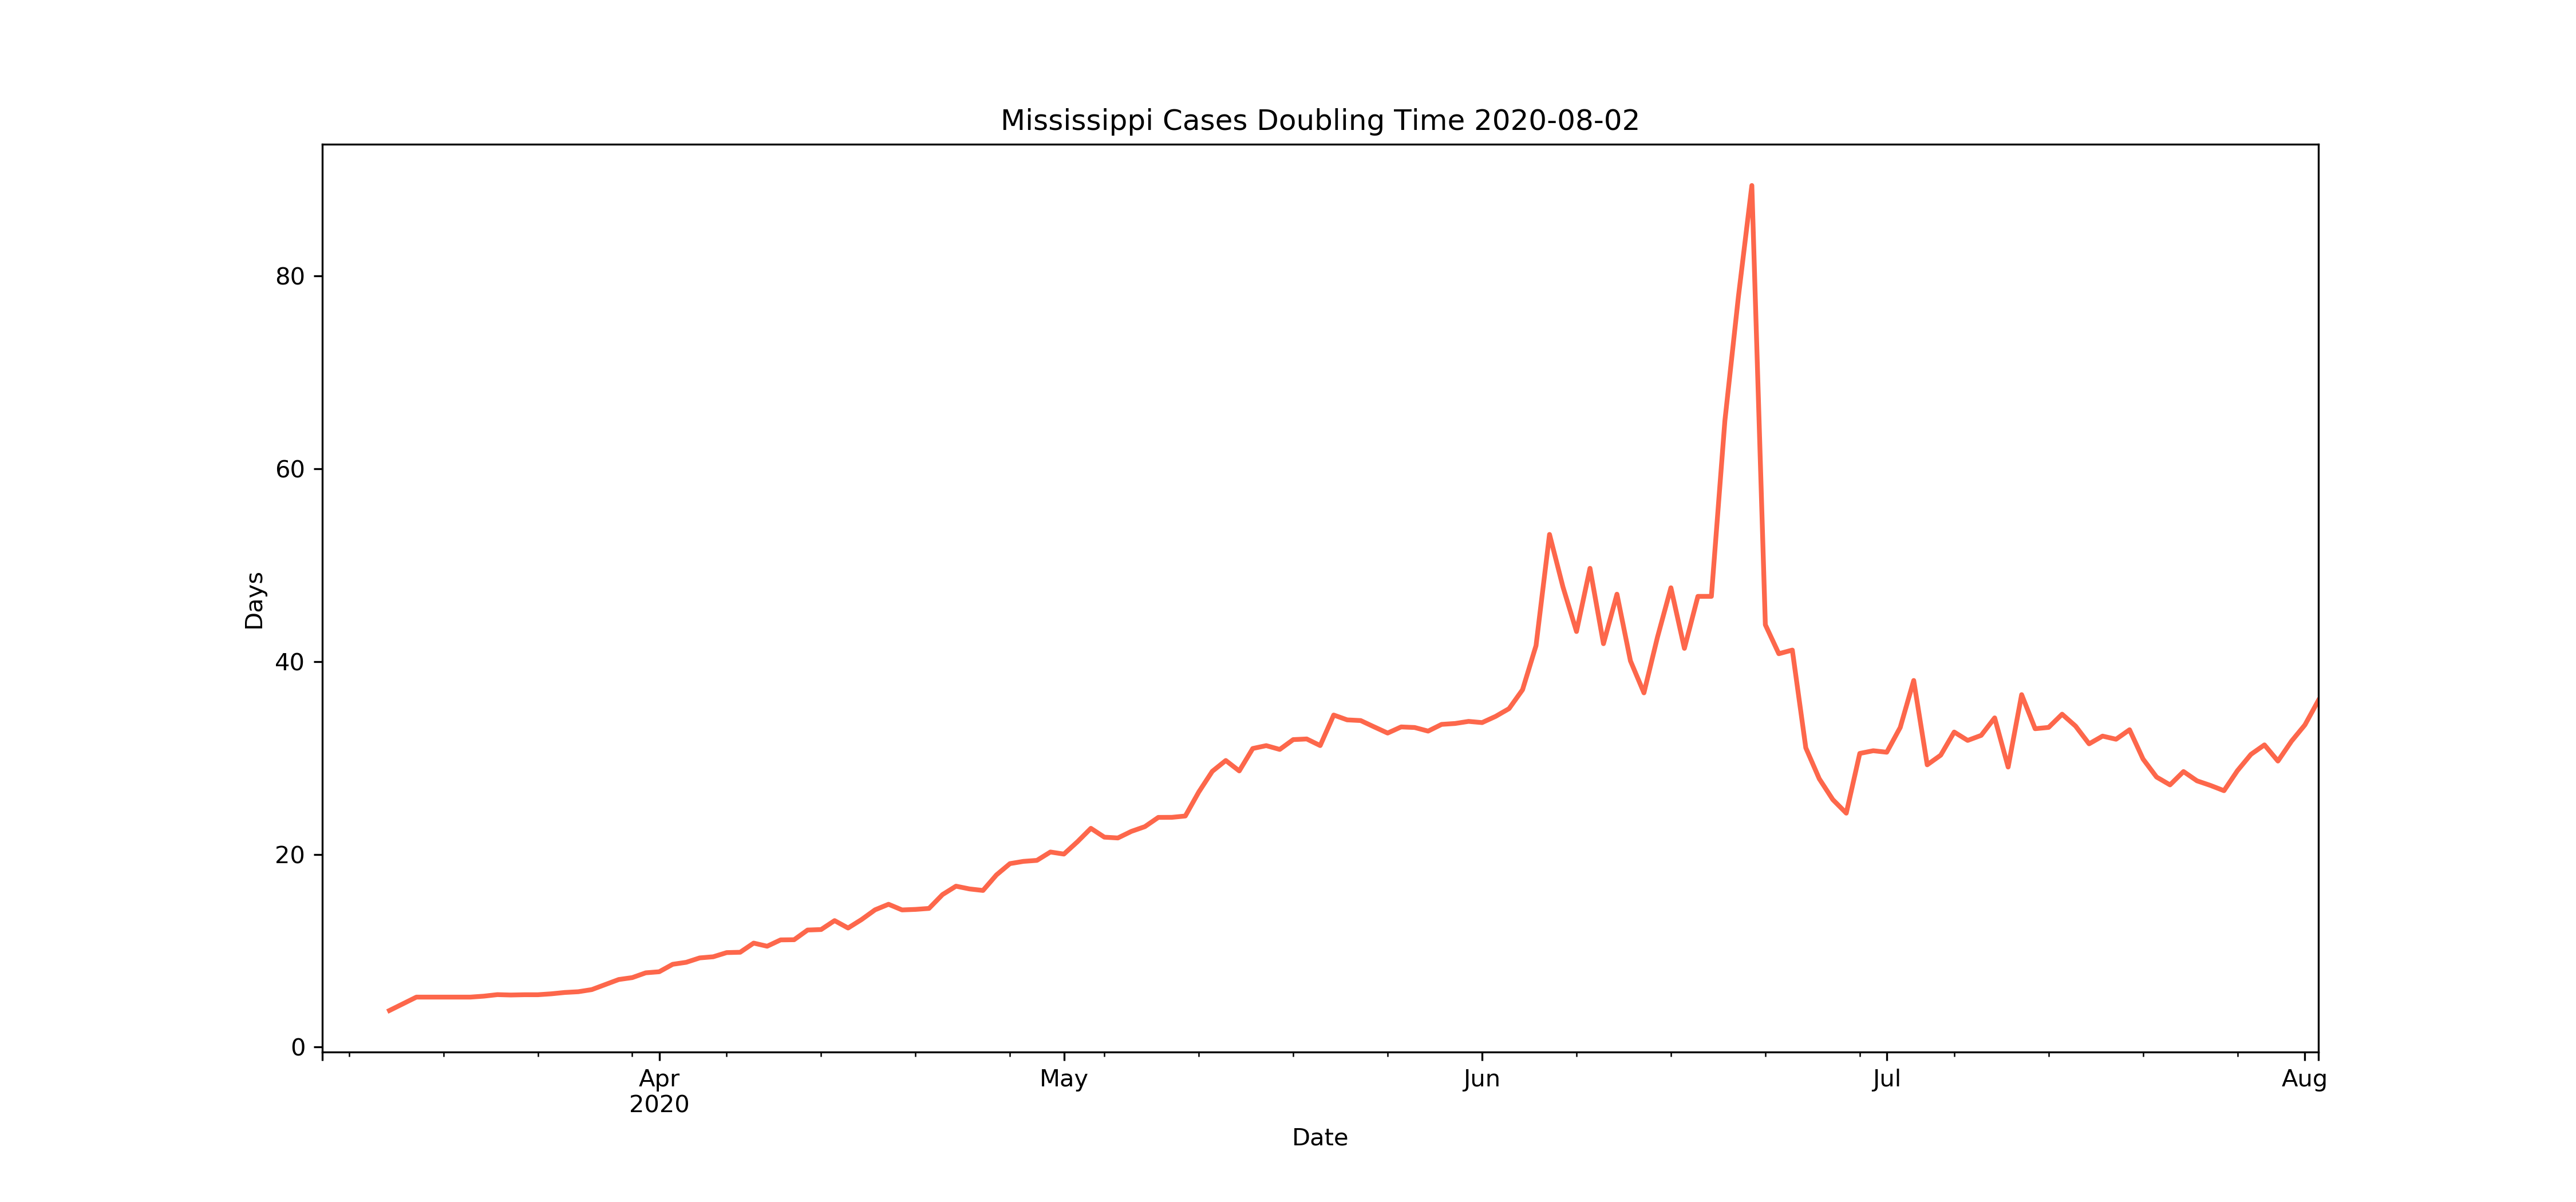 Mississippi Cases Doubling Time 2020-08-02
Days
80
60
40
20
0
Apr May Jun Jul Aug
2020
Date